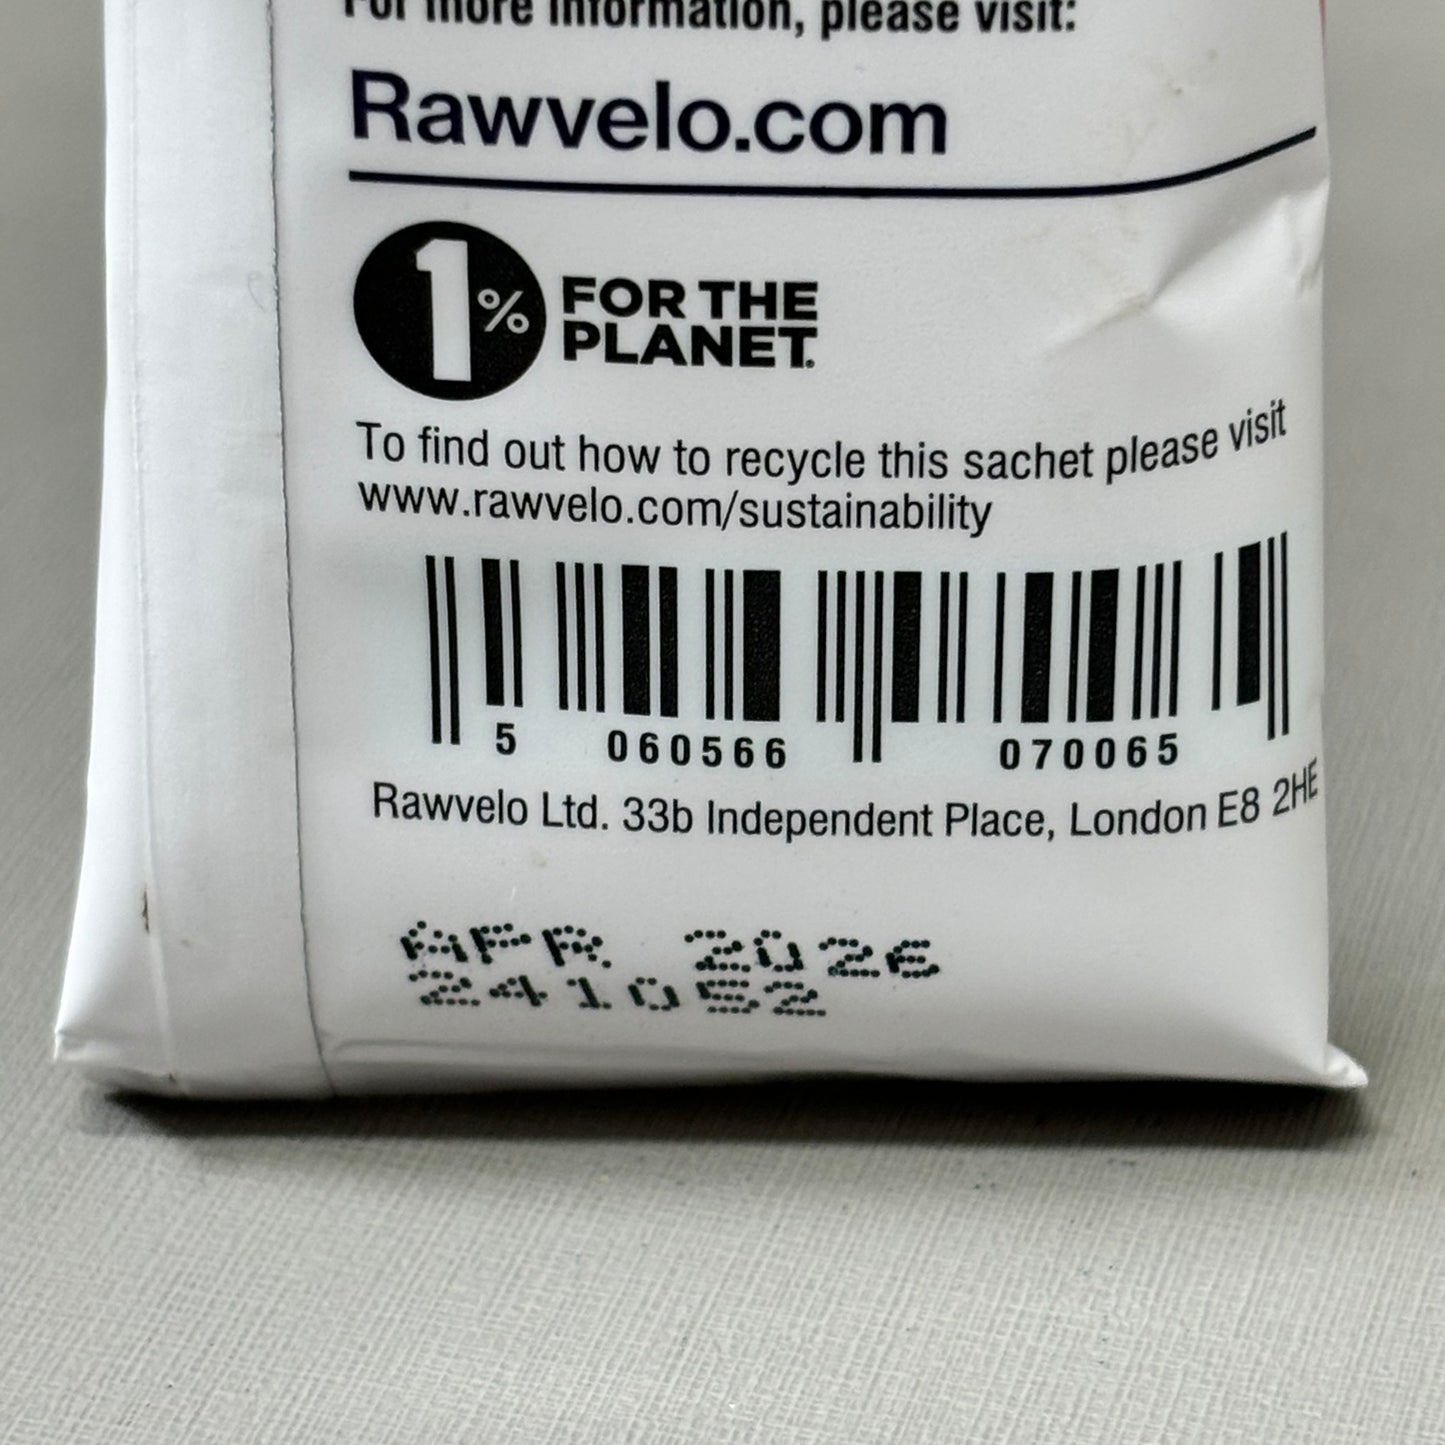 For more information, please visit:
Rawvelo.com
1% FOR THE
PLANET.
To find out how to recycle this sachet please visit
www.rawvelo.com/sustainability
5 060566 070065
Rawvelo Ltd. 33b Independent Place, London E8 2HE
APR 2026
241052